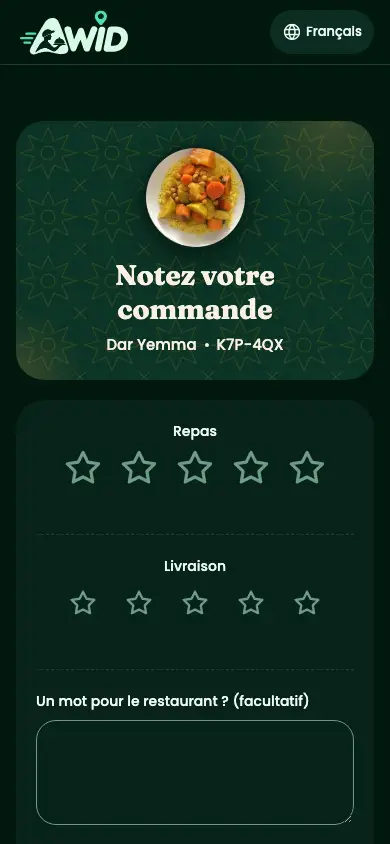 AWID
Français
Notez votre
commande
Dar Yemma • K7P-4QX
Repas
Livraison
Un mot pour le restaurant ? (facultatif)